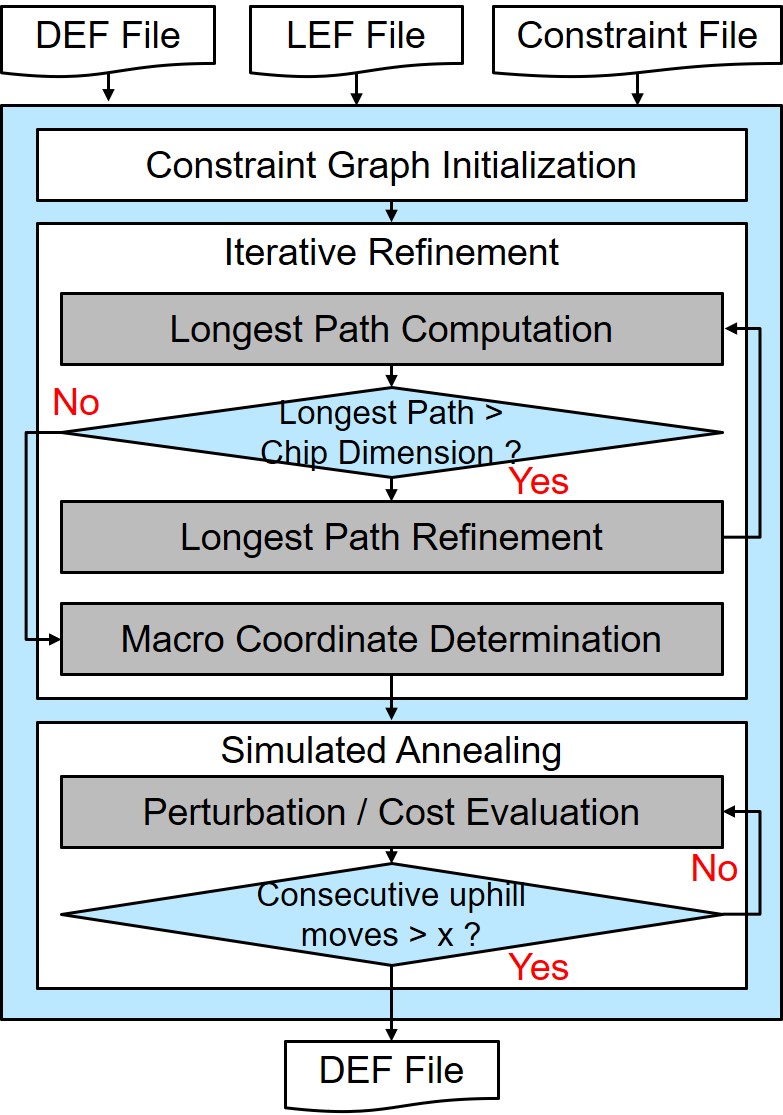 DEF File
LEF File
Constraint File
Constraint Graph Initialization
Iterative Refinement
Longest Path Computation
No
Longest Path >
Chip Dimension ?
Yes
Longest Path Refinement
Macro Coordinate Determination
Simulated Annealing
Perturbation / Cost Evaluation
No
Consecutive uphill
moves > x ?
Yes
DEF File